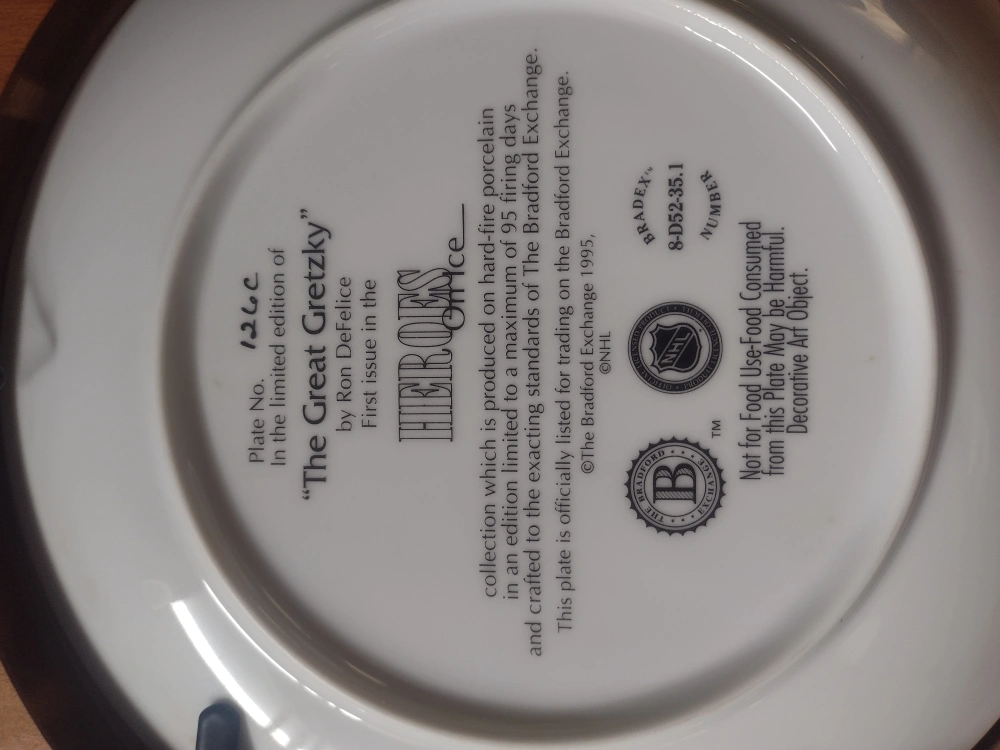 Plate No. 126C
In the limited edition of
“The Great Gretzky”
by Ron DeFelice
First issue in the
HEROES
On Ice
collection which is produced on hard-fire porcelain
in an edition limited to a maximum of 95 firing days
and crafted to the exacting standards of The Bradford Exchange.
This plate is officially listed for trading on the Bradford Exchange.
©The Bradford Exchange 1995,
©NHL
THE BRADFORD EXCHANGE
B
TM
NHL
BRADEX™
8-D52-35.1
NUMBER
Not for Food Use-Food Consumed
from this Plate May be Harmful.
Decorative Art Object.